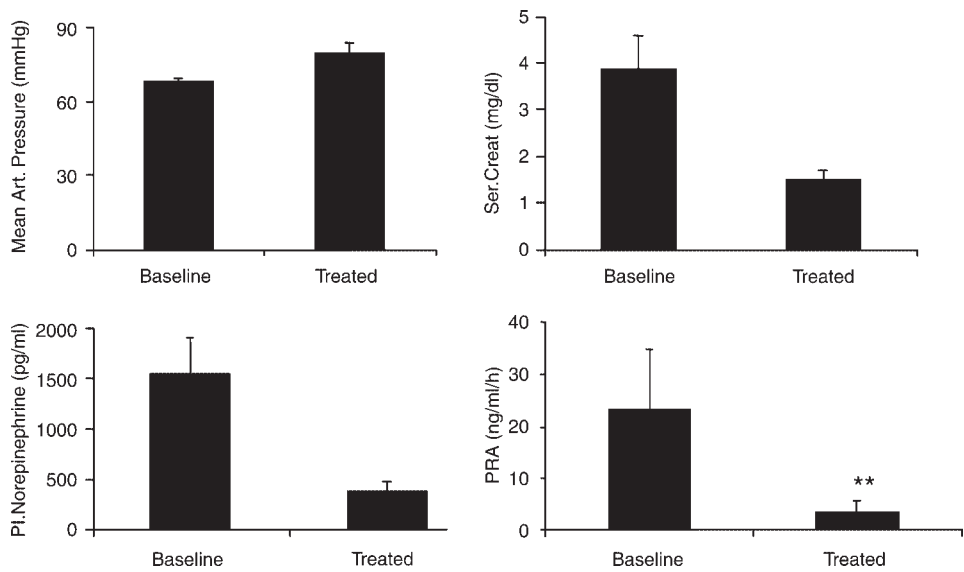 Mean Art. Pressure (mmHg)
90
60
30
0
Baseline
Treated
Ser.Creat (mg/dl)
5
4
3
2
1
0
Baseline
Treated
Pl.Norepinephrine (pg/ml)
2000
1500
1000
500
0
Baseline
Treated
PRA (ng/ml/h)
40
30
20
10
0
**
Baseline
Treated